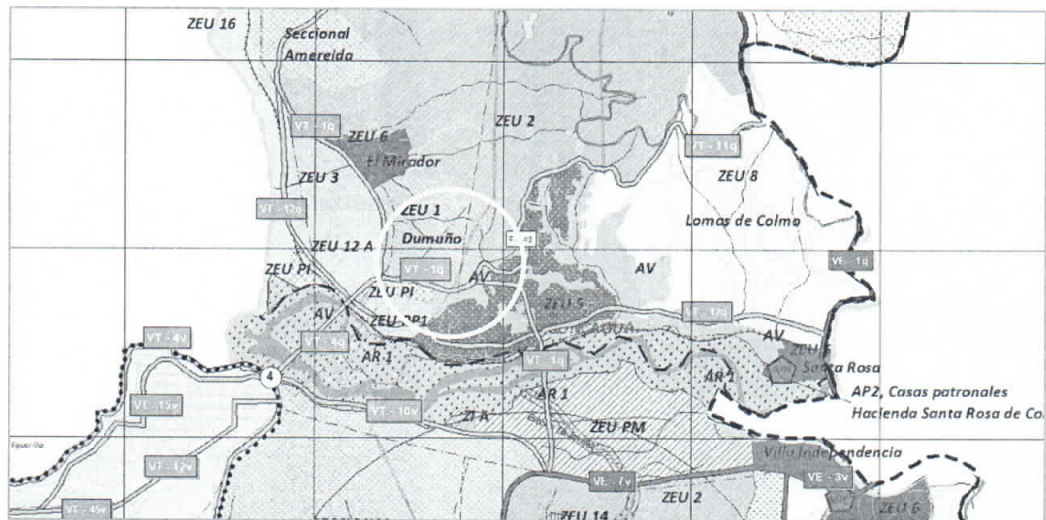 ZEU 16
Seccional
Amereida
VT - 1q
ZEU 6
ZEU 2
El Mirador
VT - 11q
ZEU 3
ZEU 8
VT - 12q
ZEU 1
Dumuño
Lomas de Colmo
ZEU 12 A
VE - 1q
ZEU PI
VT - 1q
AV
AV
ZEU PI
ZEU 5
AV
VT - 17q
VT - 4v
VT - 4q
AV
AR 1
VT - 1q
Santa Rosa
4
AR 1
AP2, Casas patronales
VT - 15v
VT - 10v
ZI A
Hacienda Santa Rosa de Co
ZEU PM
Villa Independencia
VT - 12v
VE - 7v
VE - 3v
ZEU 2
VT - 45v
ZEU 14
ZEU 6